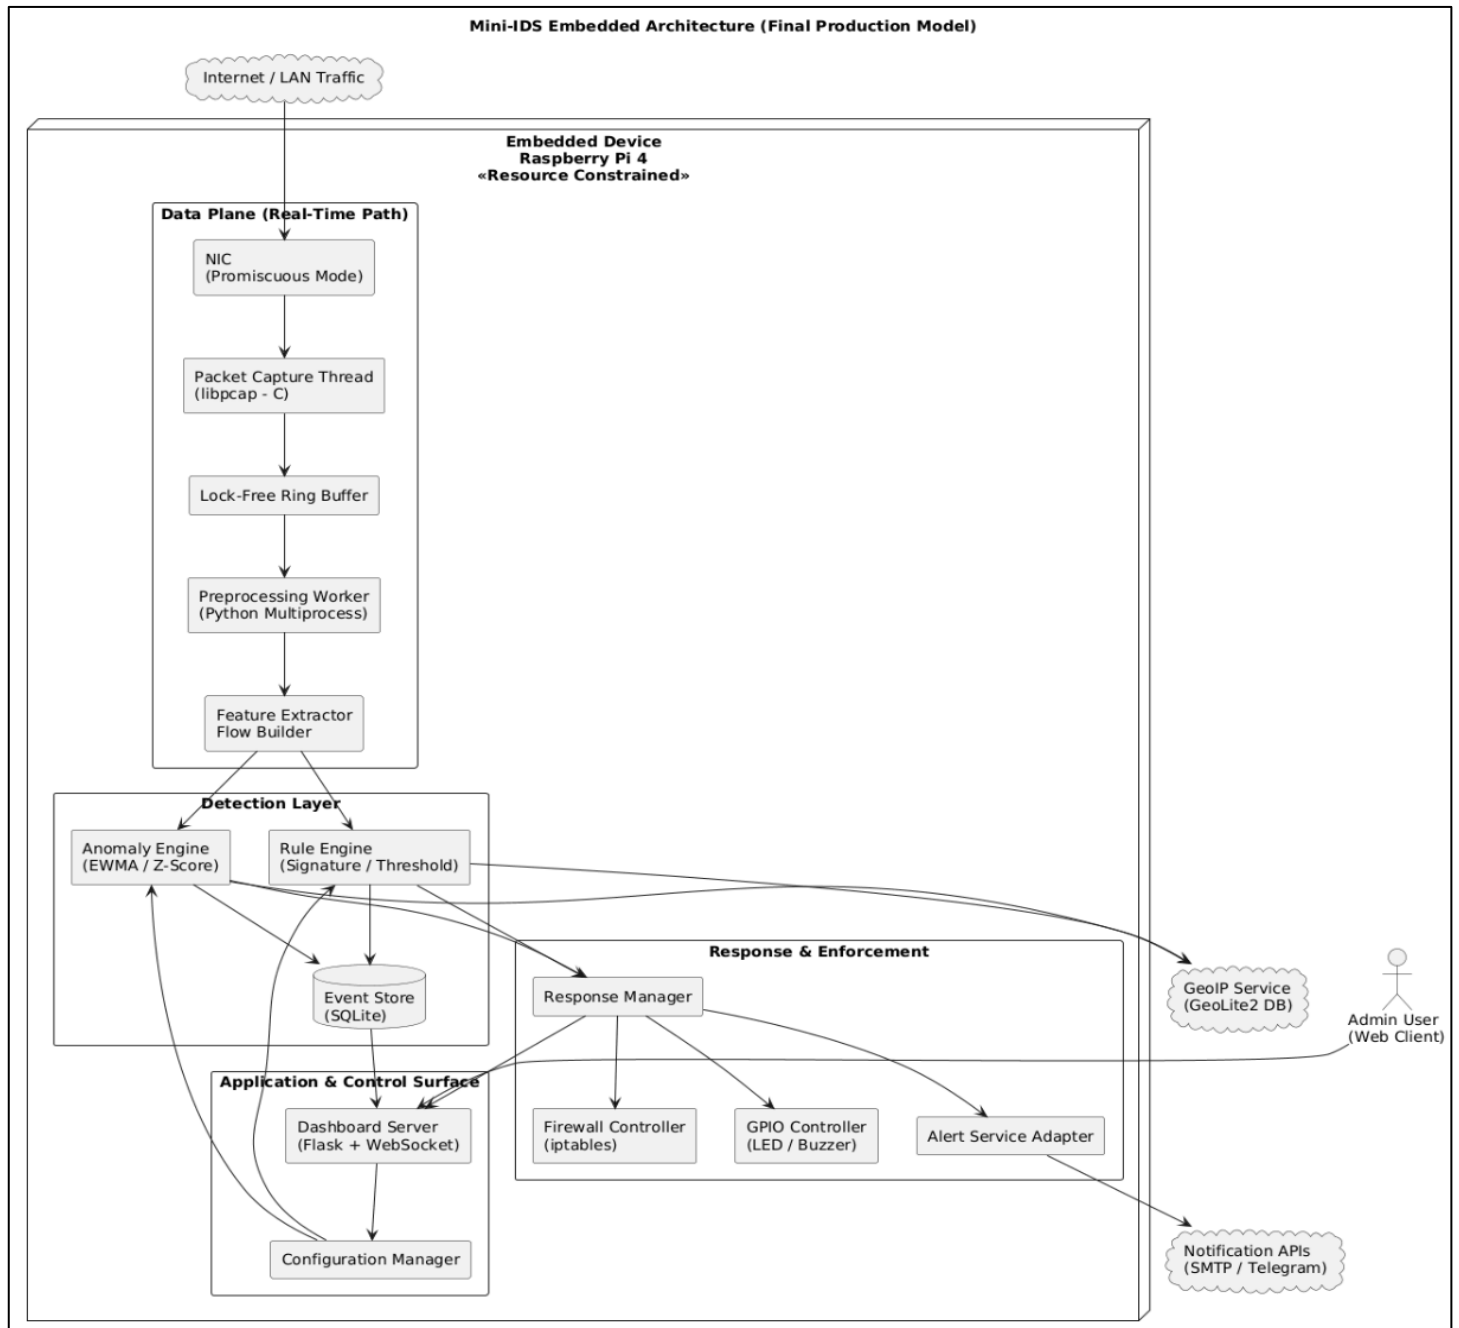 Mini-IDS Embedded Architecture (Final Production Model)
Internet / LAN Traffic
Embedded Device
Raspberry Pi 4
«Resource Constrained»
Data Plane (Real-Time Path)
NIC
(Promiscuous Mode)
Packet Capture Thread
(libpcap - C)
Lock-Free Ring Buffer
Preprocessing Worker
(Python Multiprocess)
Feature Extractor
Flow Builder
Detection Layer
Anomaly Engine
(EWMA / Z-Score)
Rule Engine
(Signature / Threshold)
Event Store
(SQLite)
Response & Enforcement
Response Manager
Firewall Controller
(iptables)
GPIO Controller
(LED / Buzzer)
Alert Service Adapter
GeoIP Service
(GeoLite2 DB)
Admin User
(Web Client)
Application & Control Surface
Dashboard Server
(Flask + WebSocket)
Configuration Manager
Notification APIs
(SMTP / Telegram)